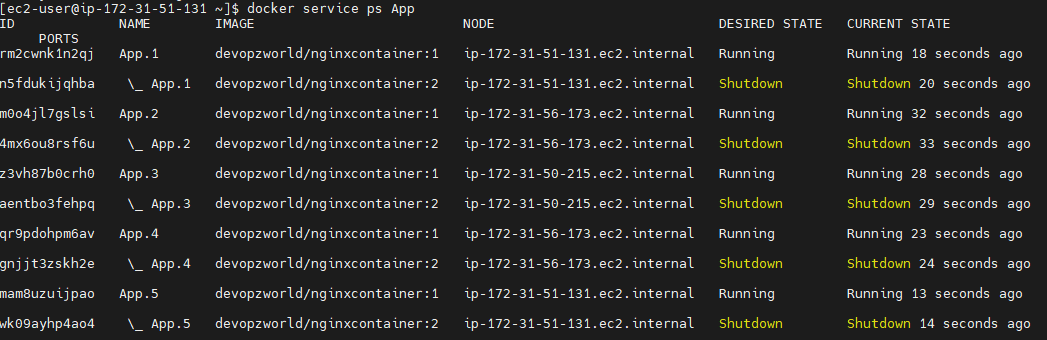 [ec2-user@ip-172-31-51-131 ~]$ docker service ps App
ID NAME IMAGE NODE DESIRED STATE CURRENT STATE
PORTS
rm2cwnk1n2qj App.1 devopzworld/nginxcontainer:1 ip-172-31-51-131.ec2.internal Running Running 18 seconds ago
n5fdukijqhba \_ App.1 devopzworld/nginxcontainer:2 ip-172-31-51-131.ec2.internal Shutdown Shutdown 20 seconds ago
m0o4jl7gslsi App.2 devopzworld/nginxcontainer:1 ip-172-31-56-173.ec2.internal Running Running 32 seconds ago
4mx6ou8rsf6u \_ App.2 devopzworld/nginxcontainer:2 ip-172-31-56-173.ec2.internal Shutdown Shutdown 33 seconds ago
z3vh87b0crh0 App.3 devopzworld/nginxcontainer:1 ip-172-31-50-215.ec2.internal Running Running 28 seconds ago
aentbo3fehpq \_ App.3 devopzworld/nginxcontainer:2 ip-172-31-50-215.ec2.internal Shutdown Shutdown 29 seconds ago
qr9pdohpm6av App.4 devopzworld/nginxcontainer:1 ip-172-31-56-173.ec2.internal Running Running 23 seconds ago
gnjjt3zskh2e \_ App.4 devopzworld/nginxcontainer:2 ip-172-31-56-173.ec2.internal Shutdown Shutdown 24 seconds ago
mam8uzuijpao App.5 devopzworld/nginxcontainer:1 ip-172-31-51-131.ec2.internal Running Running 13 seconds ago
wk09ayhp4ao4 \_ App.5 devopzworld/nginxcontainer:2 ip-172-31-51-131.ec2.internal Shutdown Shutdown 14 seconds ago